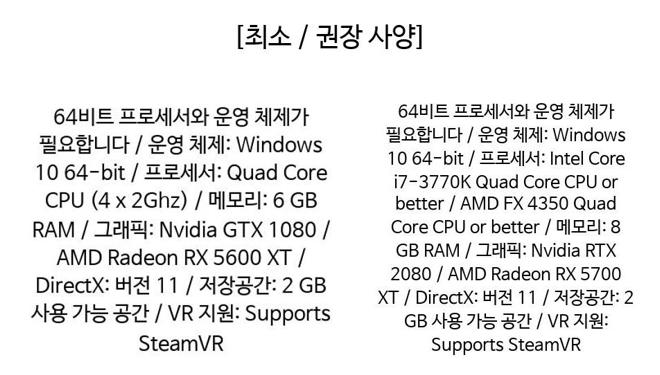 [최소 / 권장 사양]
64비트 프로세서와 운영 체제가
필요합니다 / 운영 체제: Windows
10 64-bit / 프로세서: Quad Core
CPU (4 x 2Ghz) / 메모리: 6 GB
RAM / 그래픽: Nvidia GTX 1080 /
AMD Radeon RX 5600 XT /
DirectX: 버전 11 / 저장공간: 2 GB
사용 가능 공간 / VR 지원: Supports
SteamVR
64비트 프로세서와 운영 체제가
필요합니다 / 운영 체제: Windows
10 64-bit / 프로세서: Intel Core
i7-3770K Quad Core CPU or
better / AMD FX 4350 Quad
Core CPU or better / 메모리: 8
GB RAM / 그래픽: Nvidia RTX
2080 / AMD Radeon RX 5700
XT / DirectX: 버전 11 / 저장공간: 2
GB 사용 가능 공간 / VR 지원:
Supports SteamVR